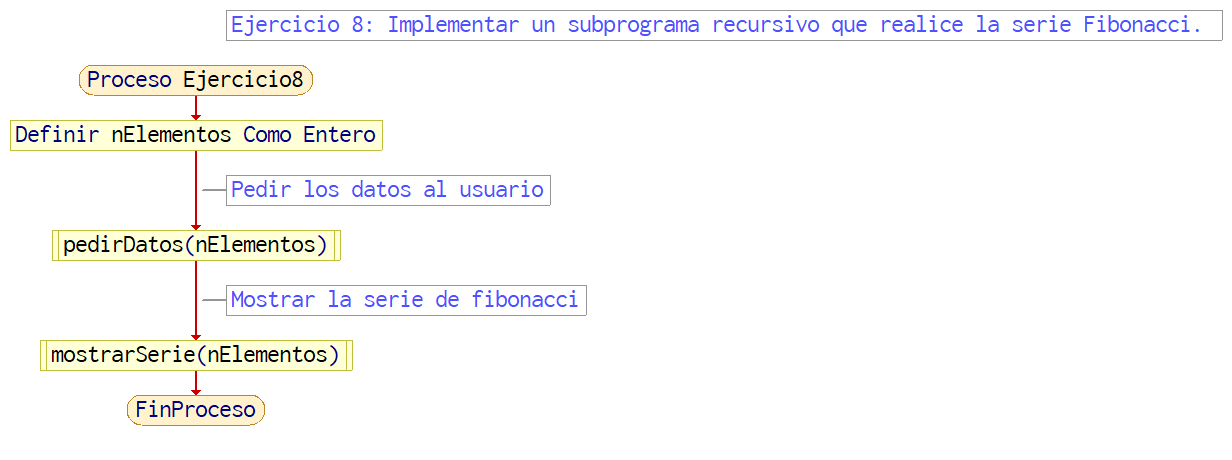 Ejercicio 8: Implementar un subprograma recursivo que realice la serie Fibonacci.
Proceso Ejercicio8
Definir nElementos Como Entero
Pedir los datos al usuario
pedirDatos(nElementos)
Mostrar la serie de fibonacci
mostrarSerie(nElementos)
FinProceso